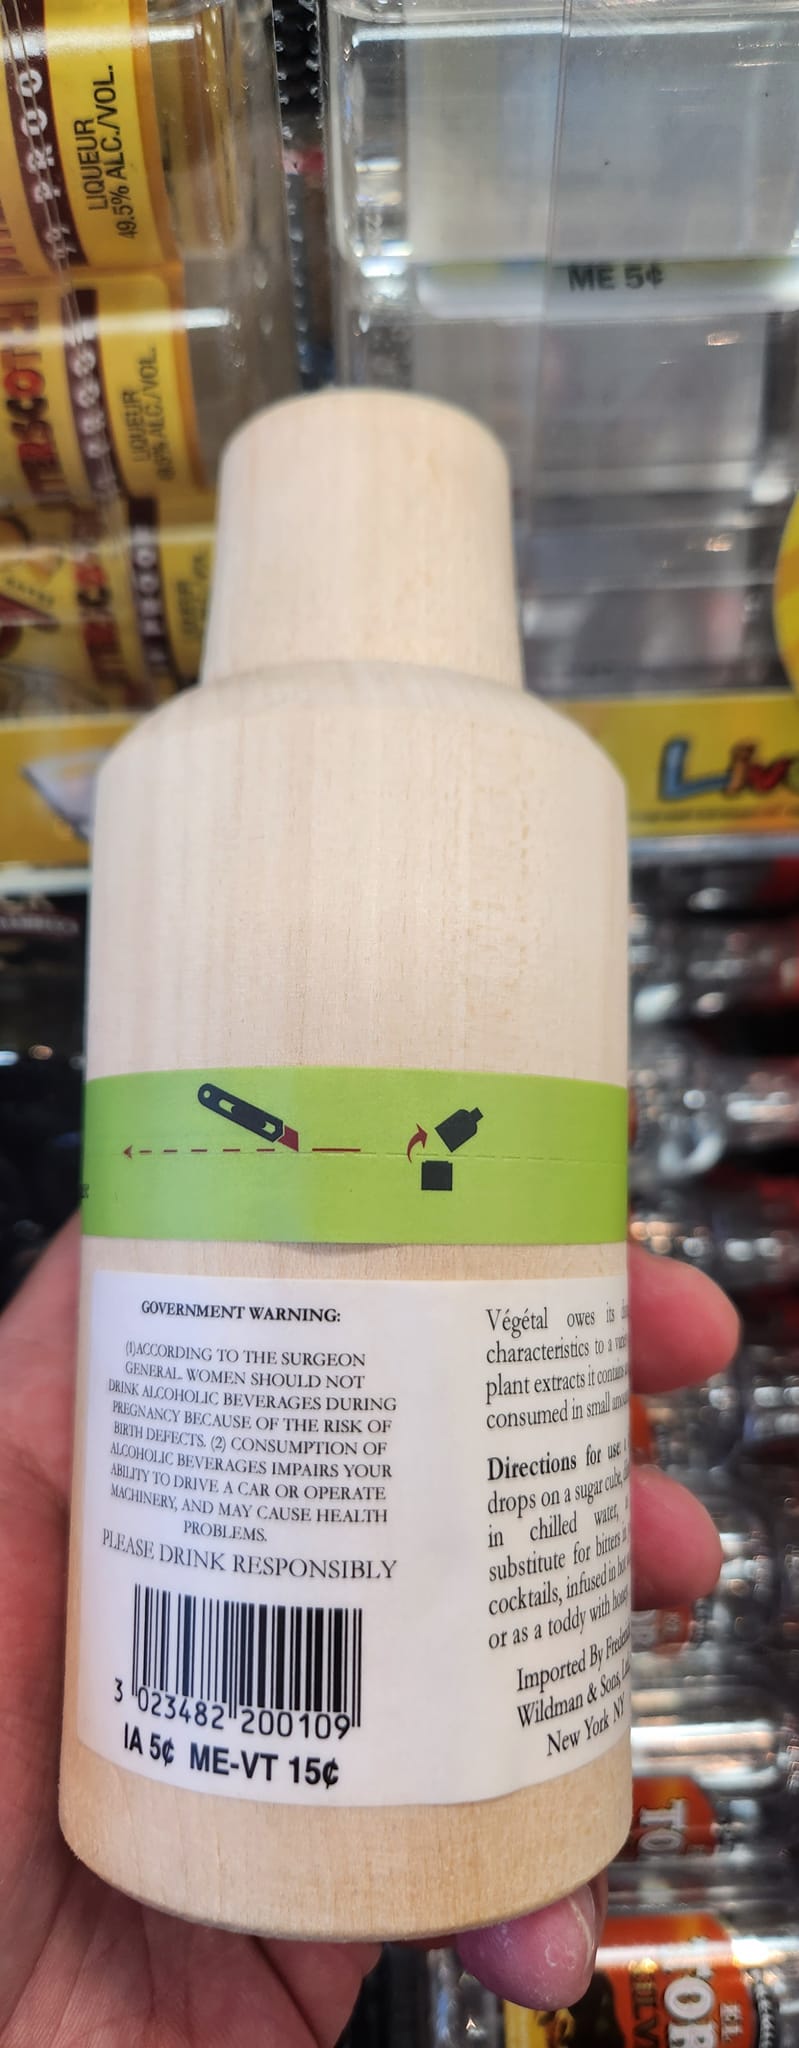 LIQUEUR
49.5% ALC./VOL.
LIQUEUR
ME 5¢
GOVERNMENT WARNING:
(1)ACCORDING TO THE SURGEON
GENERAL. WOMEN SHOULD NOT
DRINK ALCOHOLIC BEVERAGES DURING
PREGNANCY BECAUSE OF THE RISK OF
BIRTH DEFECTS. (2) CONSUMPTION OF
ALCOHOLIC BEVERAGES IMPAIRS YOUR
ABILITY TO DRIVE A CAR OR OPERATE
MACHINERY, AND MAY CAUSE HEALTH
PROBLEMS.
PLEASE DRINK RESPONSIBLY
3 023482 200109
IA 5¢ ME-VT 15¢
Végétal owes its
characteristics to a
plant extracts it contains
consumed in small
Directions for use:
drops on a sugar cube,
in chilled water,
substitute for bitters
cocktails, infused in
or as a toddy with
Imported By
Wildman & Sons,
New York NY
EL